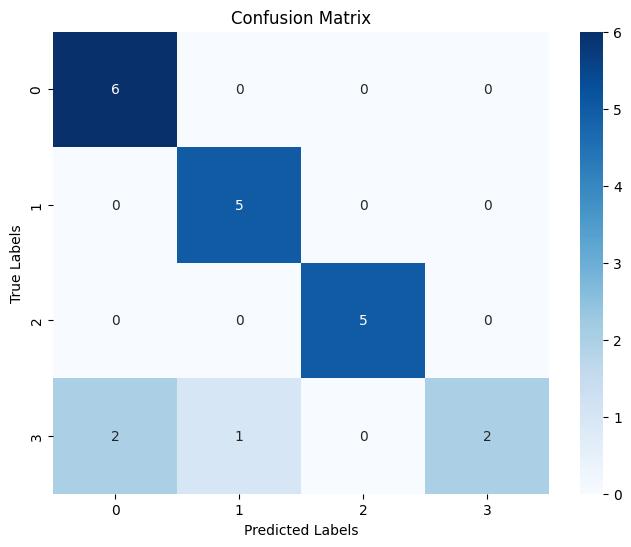 Confusion Matrix
True Labels
0 6 0 0 0
1 0 5 0 0
2 0 0 5 0
3 2 1 0 2
0 1 2 3
Predicted Labels
6
5
4
3
2
1
0